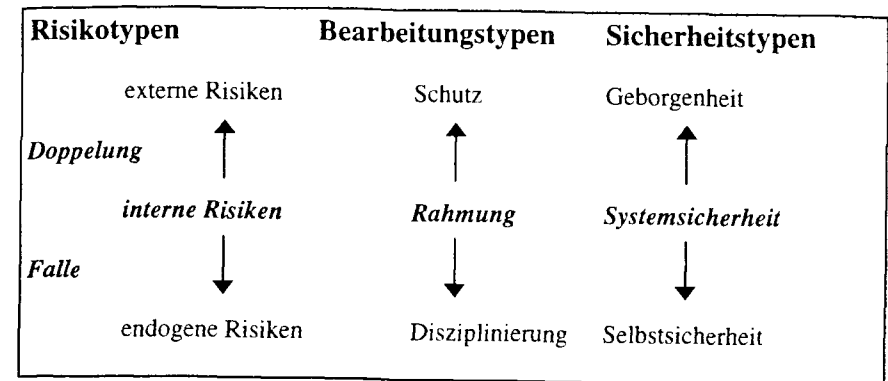 Risikotypen Bearbeitungstypen Sicherheitstypen
externe Risiken Schutz Geborgenheit
Doppelung
interne Risiken Rahmung Systemsicherheit
Falle
endogene Risiken Disziplinierung Selbstsicherheit